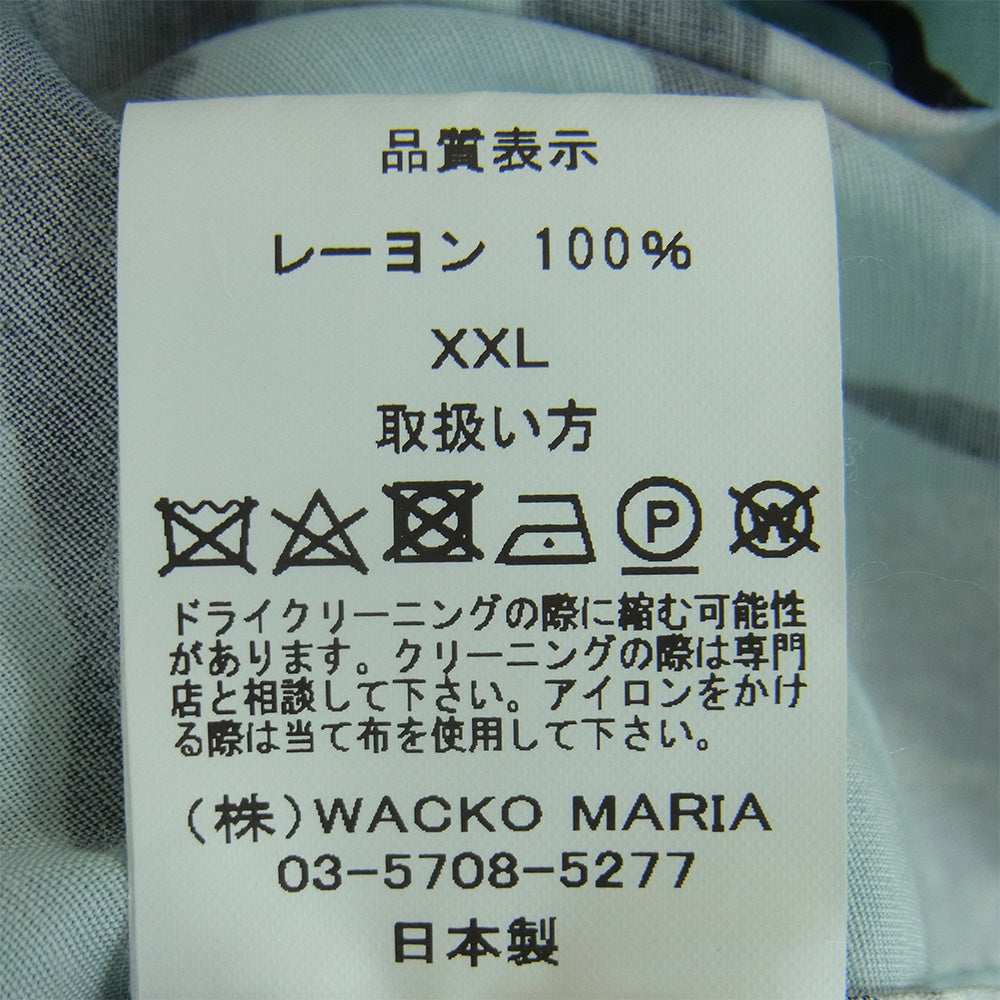 品質表示
レーヨン 100%
XXL
取扱い方
P W
ドライクリーニングの際に縮む可能性
があります。クリーニングの際は専門
店と相談して下さい。アイロンをかけ
る際は当て布を使用して下さい。
(株)WACKO MARIA
03-5708-5277
日本製